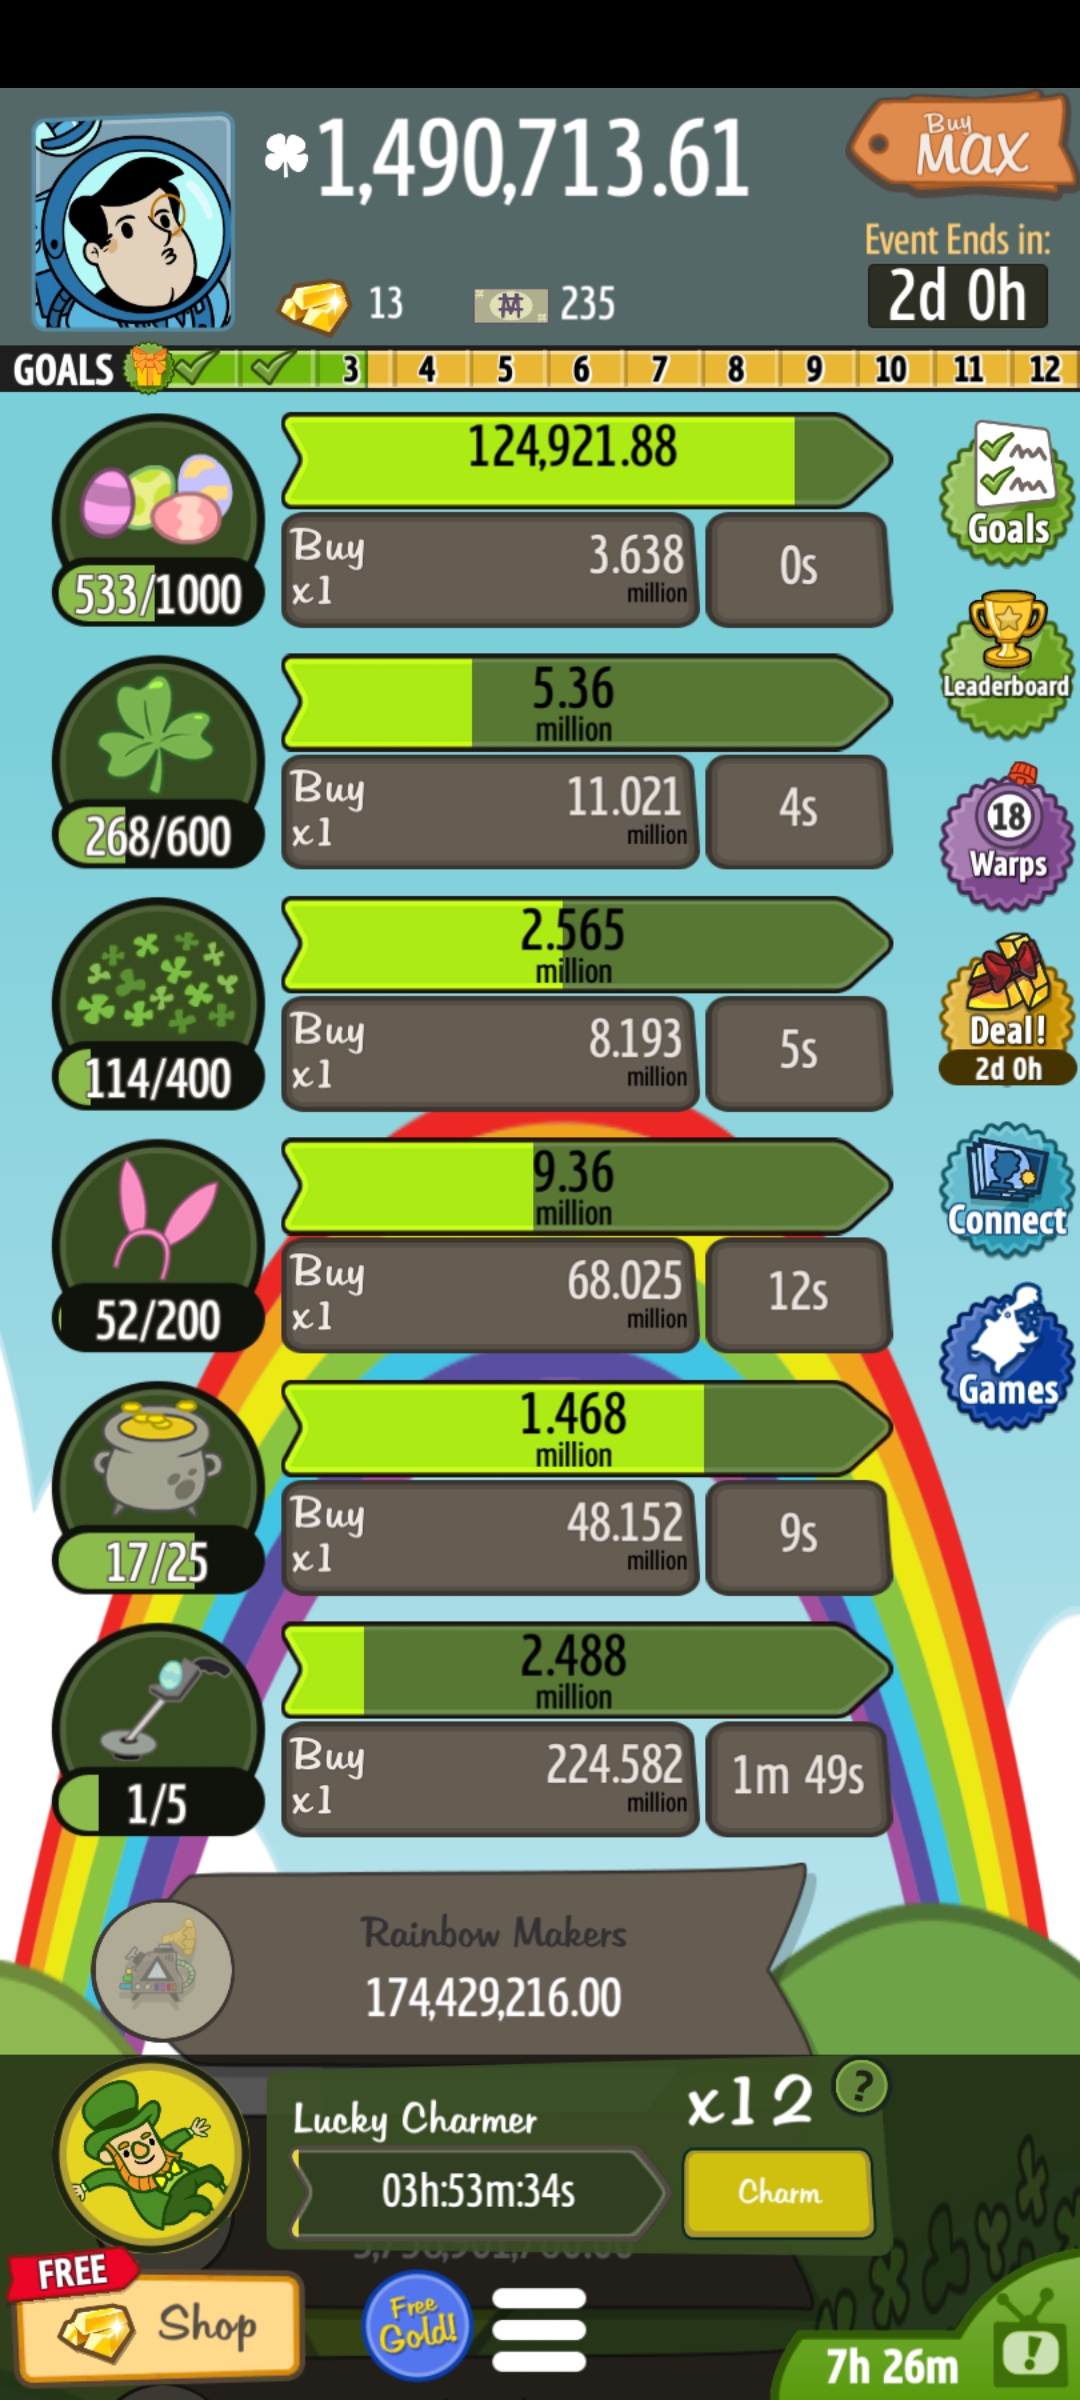 1,490,713.61
Buy
MAX
Event Ends in:
13
235
2d 0h
GOALS
3 4 5 6 7 8 9 10 11 12
124,921.88
Buy
x1
3.638
million
0s
533/1000
Goals
5.36
million
Buy
x1
11.021
million
4s
268/600
Leaderboard
18
Warps
2.565
million
Buy
x1
8.193
million
5s
114/400
Deal!
2d 0h
9.36
million
Buy
x1
68.025
million
12s
52/200
Connect
1.468
million
Buy
x1
48.152
million
9s
17/25
Games
2.488
million
Buy
x1
224.582
million
1m 49s
1/5
Rainbow Makers
174,429,216.00
Lucky Charmer
x12
?
03h:53m:34s
Charm
FREE
Shop
Free
Gold!
7h 26m
!